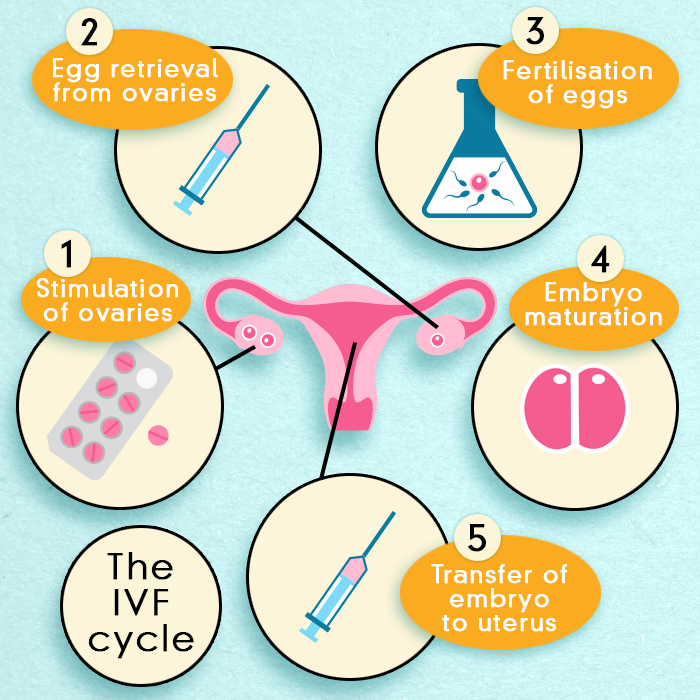 1
Stimulation
of ovaries
2
Egg retrieval
from ovaries
3
Fertilisation
of eggs
4
Embryo
maturation
5
Transfer of
embryo
to uterus
The
IVF
cycle